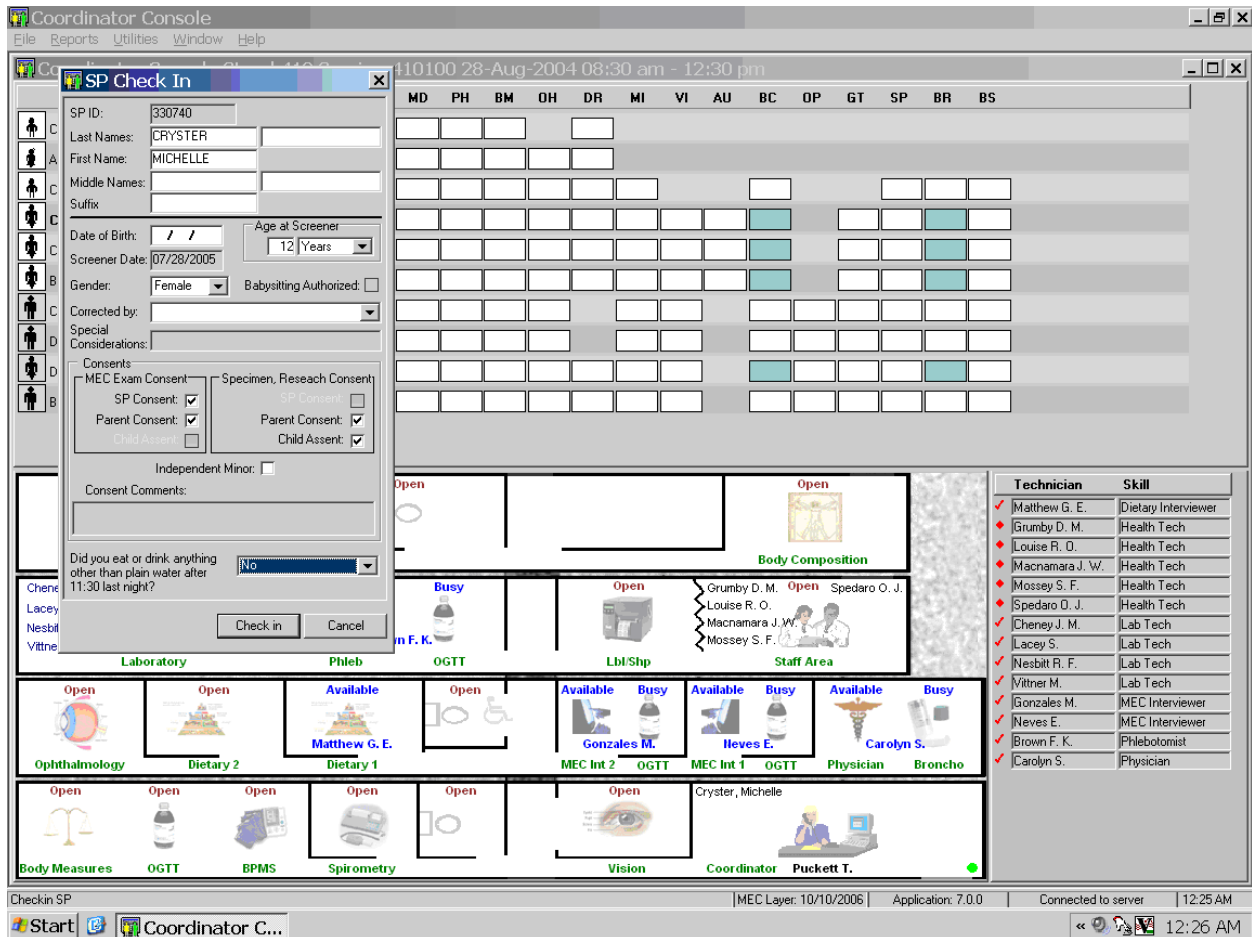 Coordinator Console
File Reports Utilities Window Help
410100 28-Aug-2004 08:30 am - 12:30 pm
SP Check In
MD PH BM OH DR MI VI AU BC OP GT SP BR BS
SP ID: 330740
Last Names: CRYSTER
First Name: MICHELLE
Middle Names:
Suffix
Date of Birth: / /
Age at Screener
12 Years
Screener Date: 07/28/2005
Gender: Female Babysitting Authorized:
Corrected by:
Special
Considerations:
Consents
MEC Exam Consent Specimen, Reseach Consent
SP Consent: SP Consent:
Parent Consent: Parent Consent:
Child Assent: Child Assent:
Independent Minor:
Consent Comments:
Did you eat or drink anything
other than plain water after
11:30 last night?
No
Check in Cancel
Open Open
Body Composition
Busy Open Grumby D. M. Open Spedaro O. J.
Louise R. O.
Macnamara J. W.
Mossey S. F.
Lacey
Vittne
n F. K.
Laboratory Phleb OGTT Lbl/Shp Staff Area
Open Open Available Open Available Busy Available Busy Available Busy
Matthew G. E. Gonzales M. Neves E. Carolyn S.
Ophthalmology Dietary 2 Dietary 1 MEC Int 2 OGTT MEC Int 1 OGTT Physician Broncho
Open Open Open Open Open Open Cryster, Michelle
Body Measures OGTT BPMS Spirometry Vision Coordinator Puckett T.
Technician Skill
Matthew G. E. Dietary Interviewer
Grumby D. M. Health Tech
Louise R. O. Health Tech
Macnamara J. W. Health Tech
Mossey S. F. Health Tech
Spedaro O. J. Health Tech
Cheney J. M. Lab Tech
Lacey S. Lab Tech
Nesbitt R. F. Lab Tech
Vittner M. Lab Tech
Gonzales M. MEC Interviewer
Neves E. MEC Interviewer
Brown F. K. Phlebotomist
Carolyn S. Physician
Checkin SP MEC Layer: 10/10/2006 Application: 7.0.0 Connected to server 12:25 AM
Start Coordinator C... « 12:26 AM